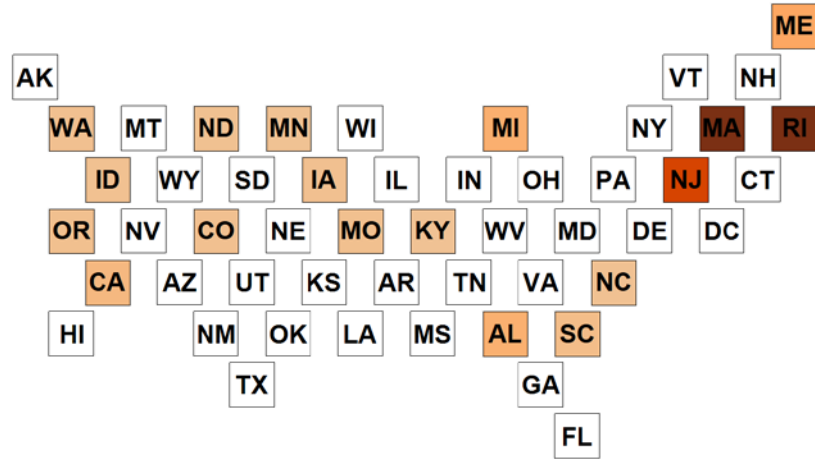 ME
AK VT NH
WA MT ND MN WI MI NY MA RI
ID WY SD IA IL IN OH PA NJ CT
OR NV CO NE MO KY WV MD DE DC
CA AZ UT KS AR TN VA NC
HI NM OK LA MS AL SC
TX GA
FL